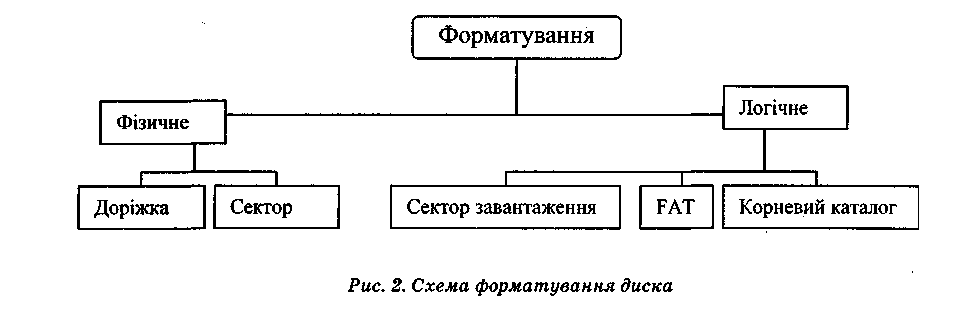 Форматування
Фізичне
Логічне
Доріжка
Сектор
Сектор завантаження
FAT
Корневий каталог
Рис. 2. Схема форматування диска